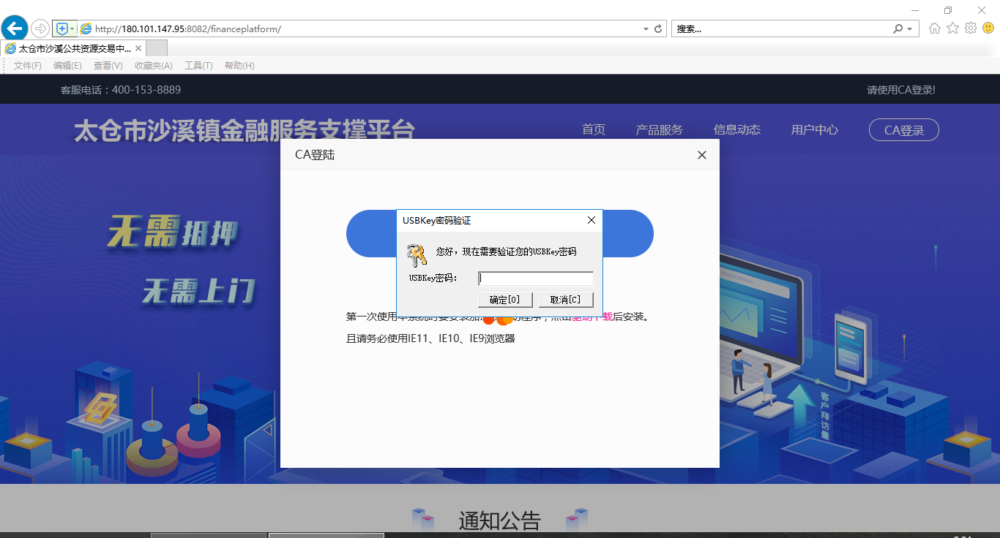 http://180.101.147.95:8082/financeplatform/
搜索...
太仓市沙溪公共资源交易中...
文件(F) 编辑(E) 查看(V) 收藏夹(A) 工具(T) 帮助(H)
客服电话：400-153-8889
请使用CA登录!
太仓市沙溪镇金融服务支撑平台
首页 产品服务 信息动态 用户中心 CA登录
CA登陆
无需抵押
无需上门
USBKey密码验证
您好，现在需要验证您的USBKey密码
USBKey密码：
确定[O] 取消[C]
第一次使用本系统时要安装加
程序，点击驱动下载后安装。
且请务必使用IE11、IE10、IE9浏览器
客户拜访量
通知公告